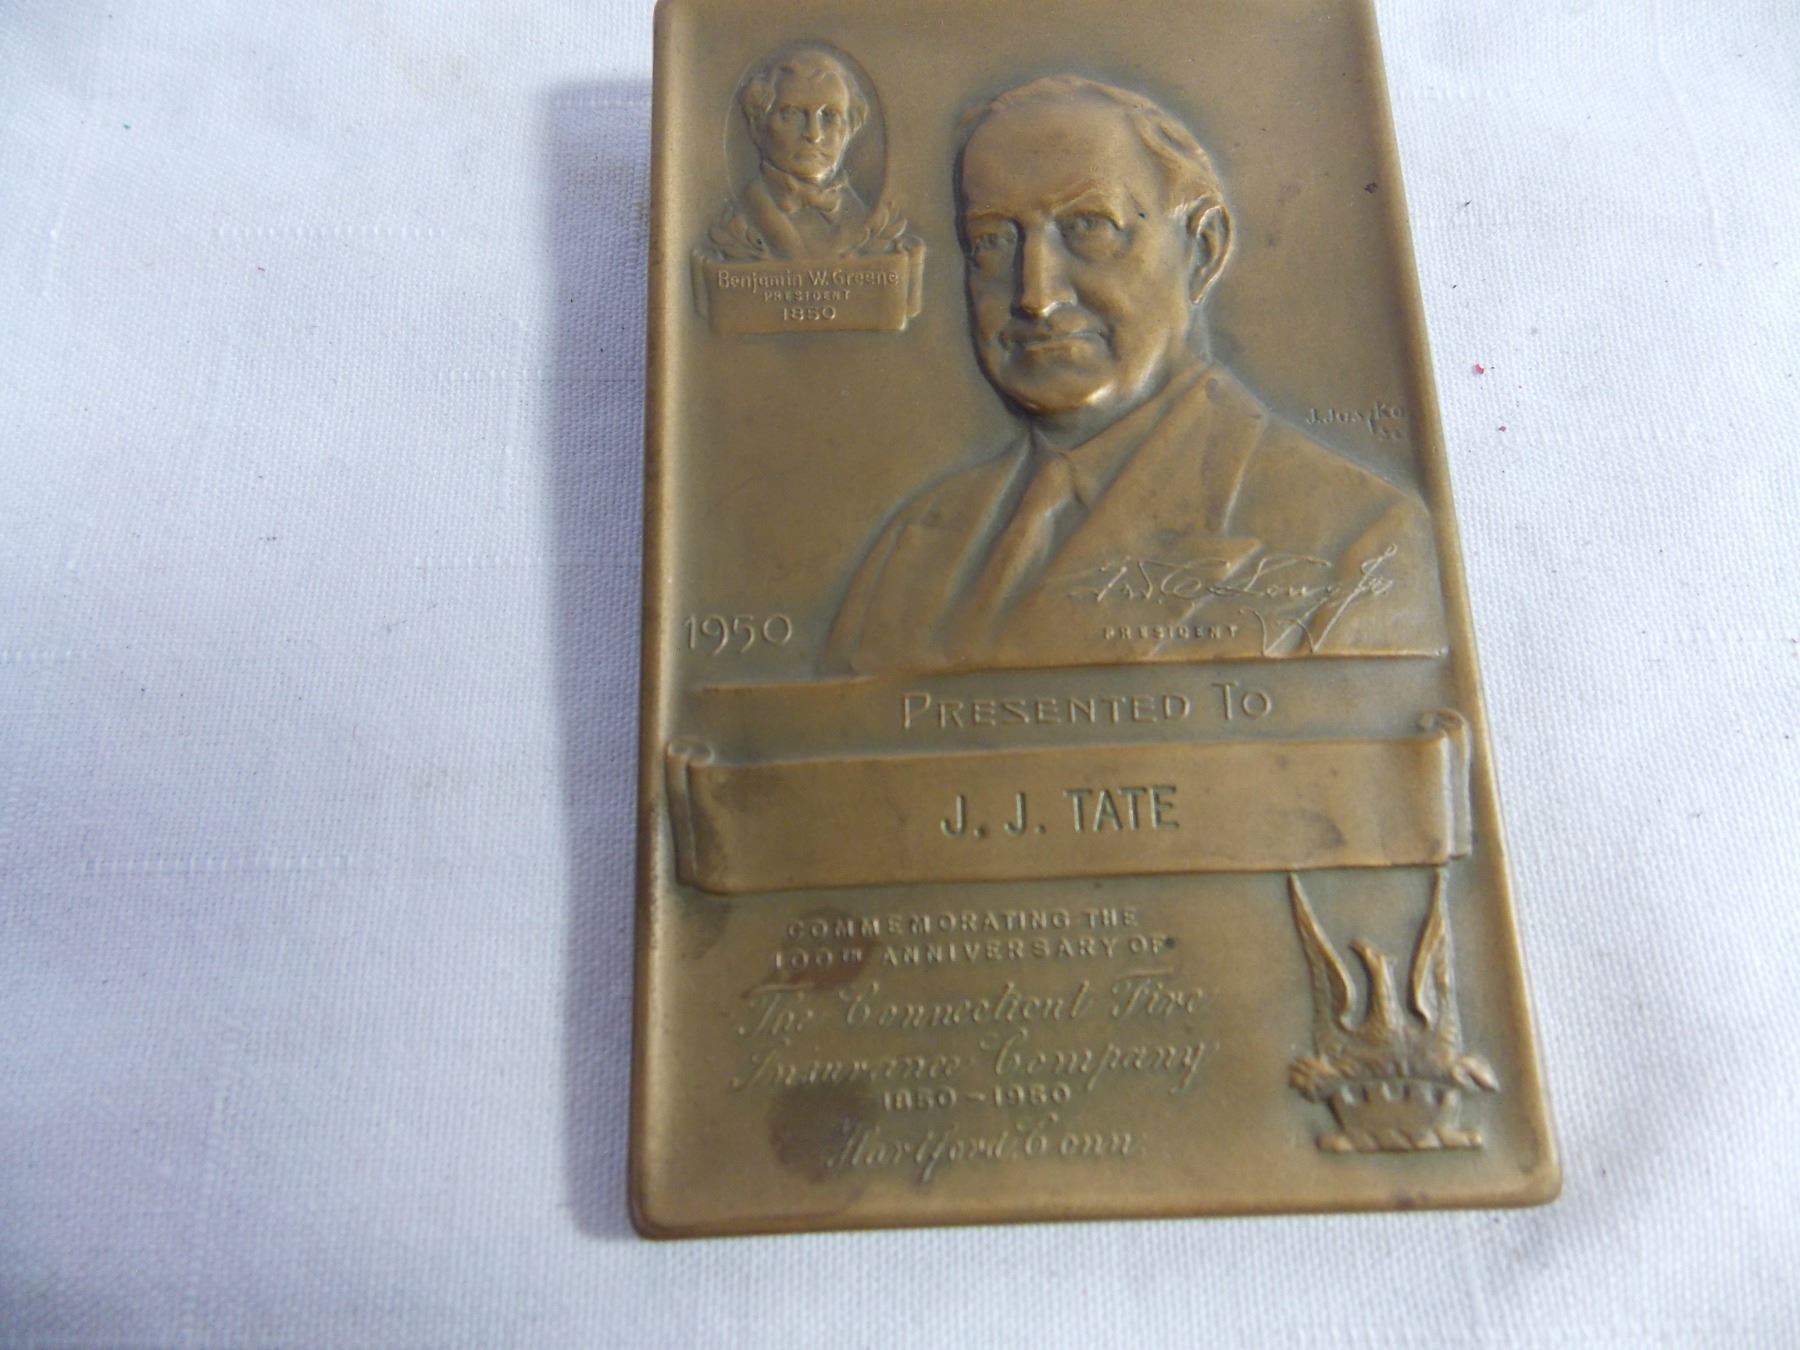 Benjamin W. Greene
PRESIDENT
1850
1950
PRESIDENT
PRESENTED TO
J. J. TATE
COMMEMORATING THE
100TH ANNIVERSARY OF
The Connecticut Fire
Insurance Company
1850-1950
Hartford. Conn.